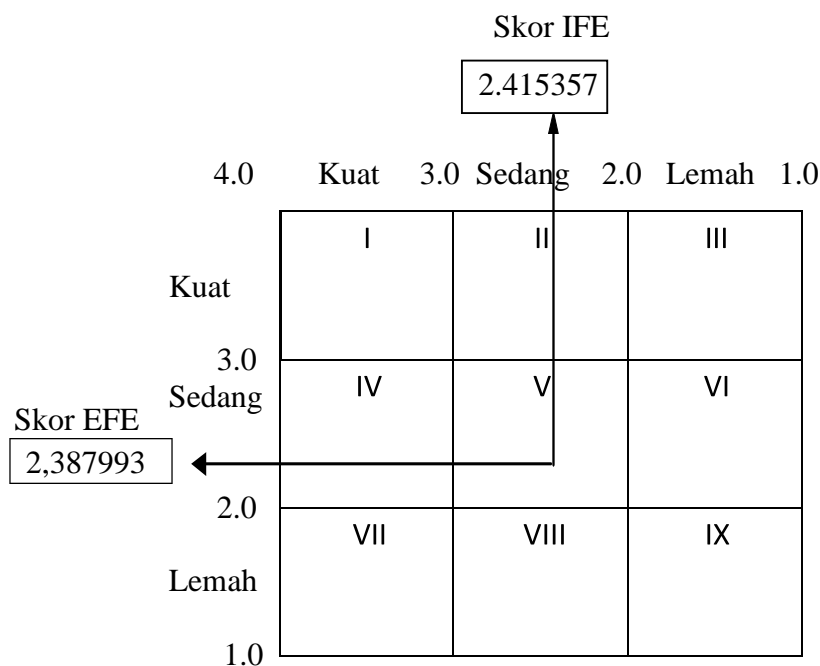 Skor IFE
2.415357
4.0 Kuat 3.0 Sedang 2.0 Lemah 1.0
I II III
Kuat
3.0
IV V VI
Sedang
Skor EFE
2,387993
2.0
VII VIII IX
Lemah
1.0